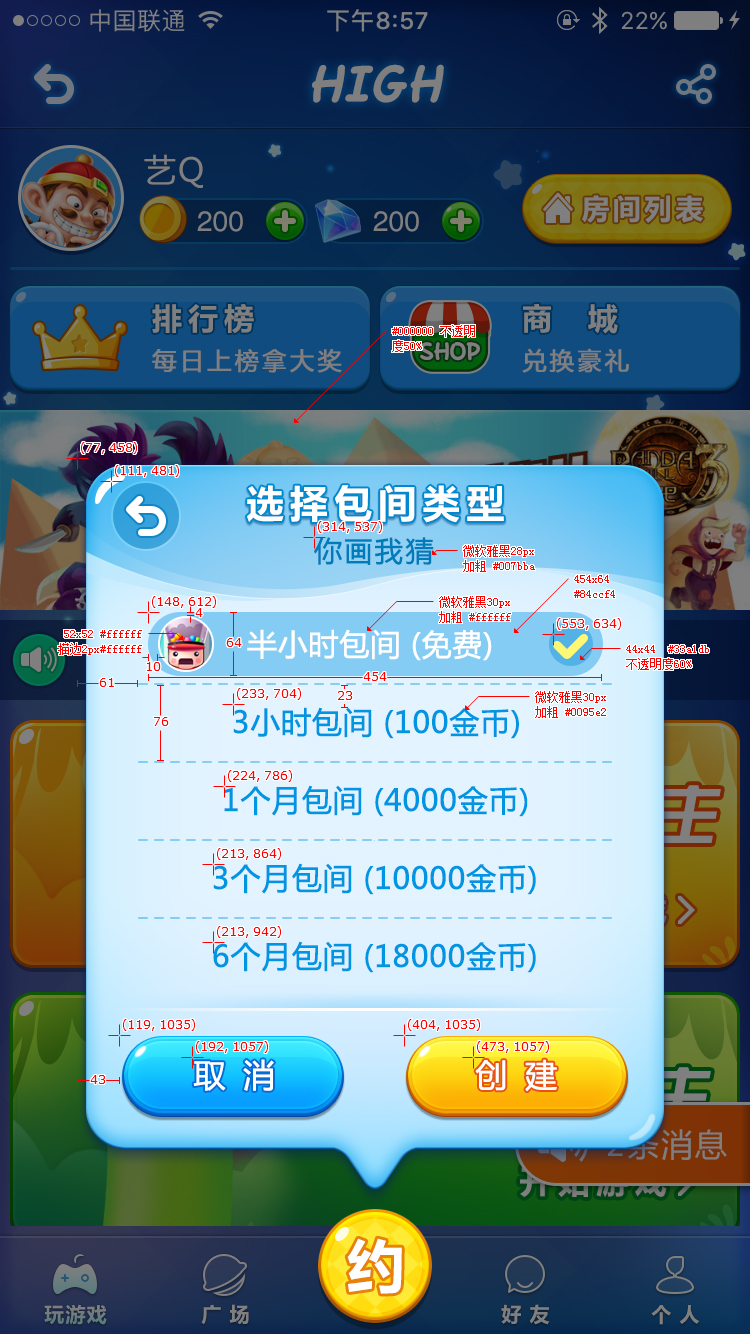 中国联通
下午8:57
22%
HIGH
艺Q
200
200
房间列表
排行榜
每日上榜拿大奖
商 城
兑换豪礼
SHOP
#000000 不透明
度50%
PANDA
3
(77, 458)
(111, 481)
选择包间类型
(314, 537)
你画我猜
微软雅黑28px
加粗 #007bba
454x64
#84ccf4
(148, 612)
4
微软雅黑30px
加粗 #ffffff
(553, 634)
52x52 #ffffff
描边2px#ffffff
64
半小时包间 (免费)
44x44
不透明度60%
10
454
61
(233, 704)
23
微软雅黑30px
加粗 #0095e2
76
3小时包间 (100金币)
(224, 786)
1个月包间 (4000金币)
(213, 864)
3个月包间 (10000金币)
(213, 942)
6个月包间 (18000金币)
主
(119, 1035)
(404, 1035)
(192, 1057)
(473, 1057)
43
取 消
创 建
主
2条消息
开始游戏
约
玩游戏
广 场
好 友
个 人